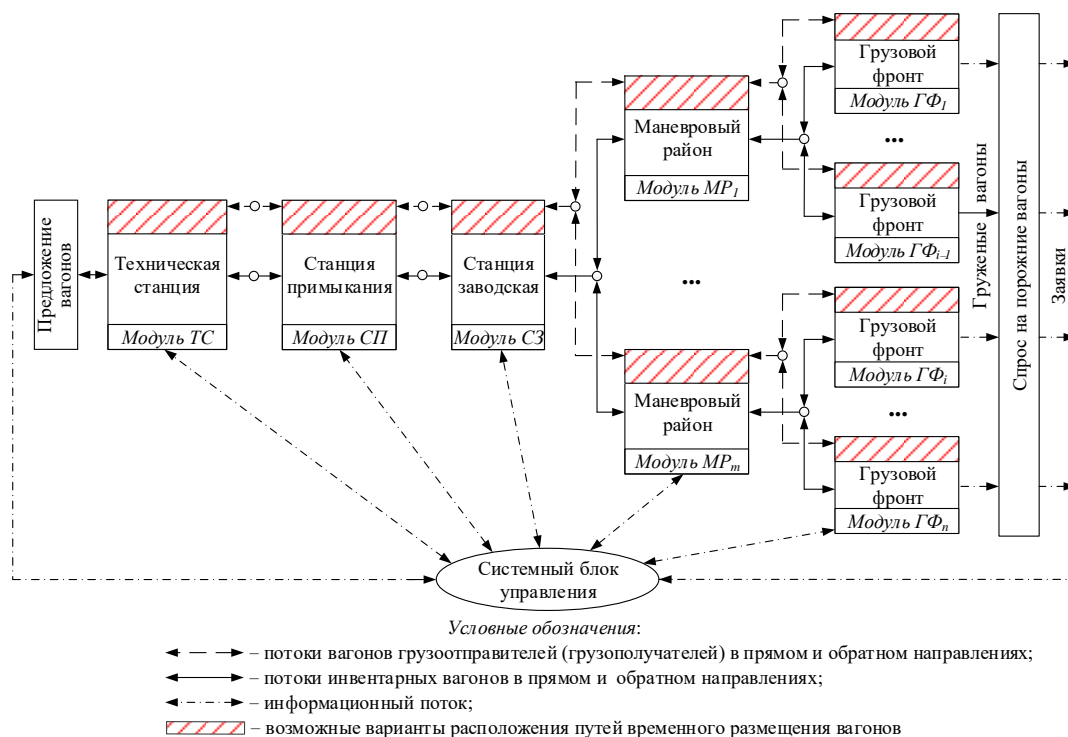 Предложение
вагонов
Техническая
станция
Модуль ТС
Станция
примыкания
Модуль СП
Станция
заводская
Модуль СЗ
Маневровый
район
Модуль МР1
...
Маневровый
район
Модуль МРm
Грузовой
фронт
Модуль ГФ1
...
Грузовой
фронт
Модуль ГФi–1
Грузовой
фронт
Модуль ГФi
...
Грузовой
фронт
Модуль ГФn
Груженые вагоны
Спрос на порожние вагоны
Заявки
Системный блок
управления
Условные обозначения:
– потоки вагонов грузоотправителей (грузополучателей) в прямом и обратном направлениях;
– потоки инвентарных вагонов в прямом и обратном направлениях;
– информационный поток;
– возможные варианты расположения путей временного размещения вагонов